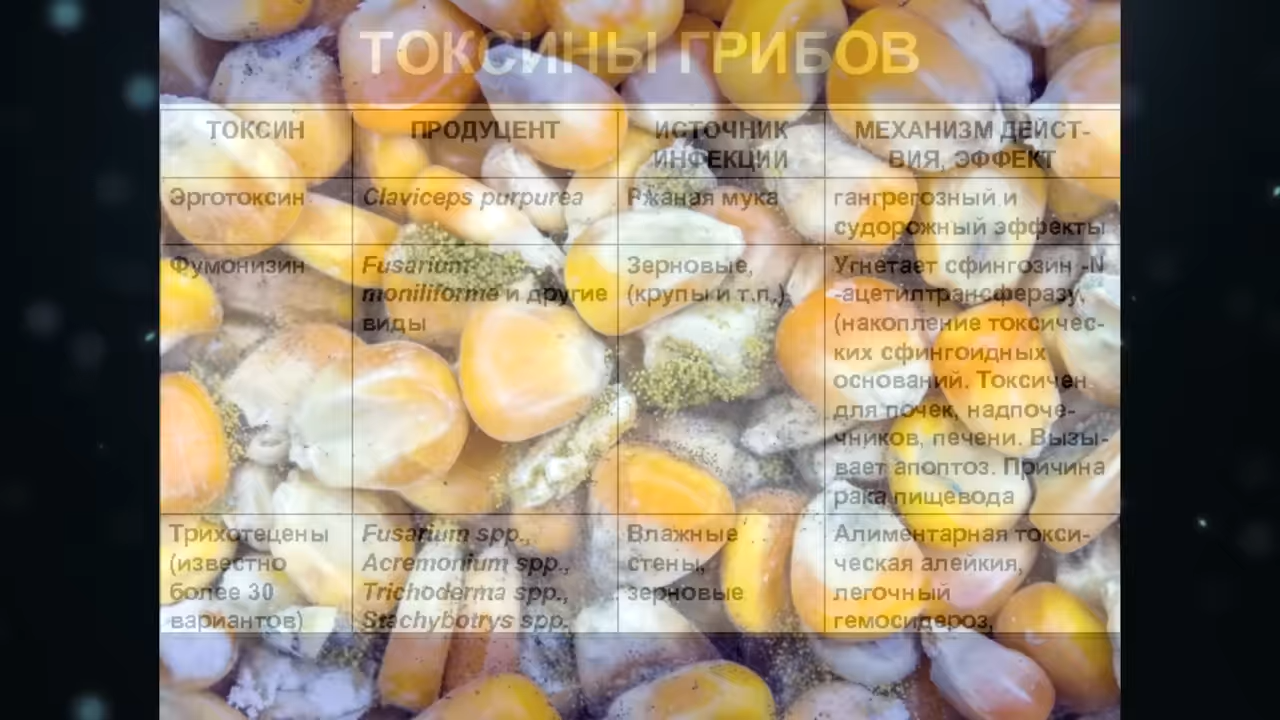 ТОКСИНЫ ГРИБОВ
ТОКСИН
ПРОДУЦЕНТ
ИСТОЧНИК
ИНФЕКЦИИ
МЕХАНИЗМ ДЕЙСТ-
ВИЯ, ЭФФЕКТ
Эрготоксин
Claviceps purpurea
Ржаная мука
гангрегозный и
судорожный эффекты
Фумонизин
Fusarium
moniliforme и другие
виды
Зерновые,
(крупы и т.п.)
Угнетает сфингозин -N
-ацетилтрансферазу.
(накопление токсичес-
ких сфингоидных
оснований. Токсичен
для почек, надпоче-
чников, печени. Вызы-
вает апоптоз. Причина
рака пищевода
Трихотецены
(известно
более 30
вариантов)
Fusarium spp.,
Acremonium spp.,
Trichoderma spp.,
Stachybotrys spp.
Влажные
стены,
зерновые
Алиментарная токси-
ческая алейкия,
легочный
гемосидероз,